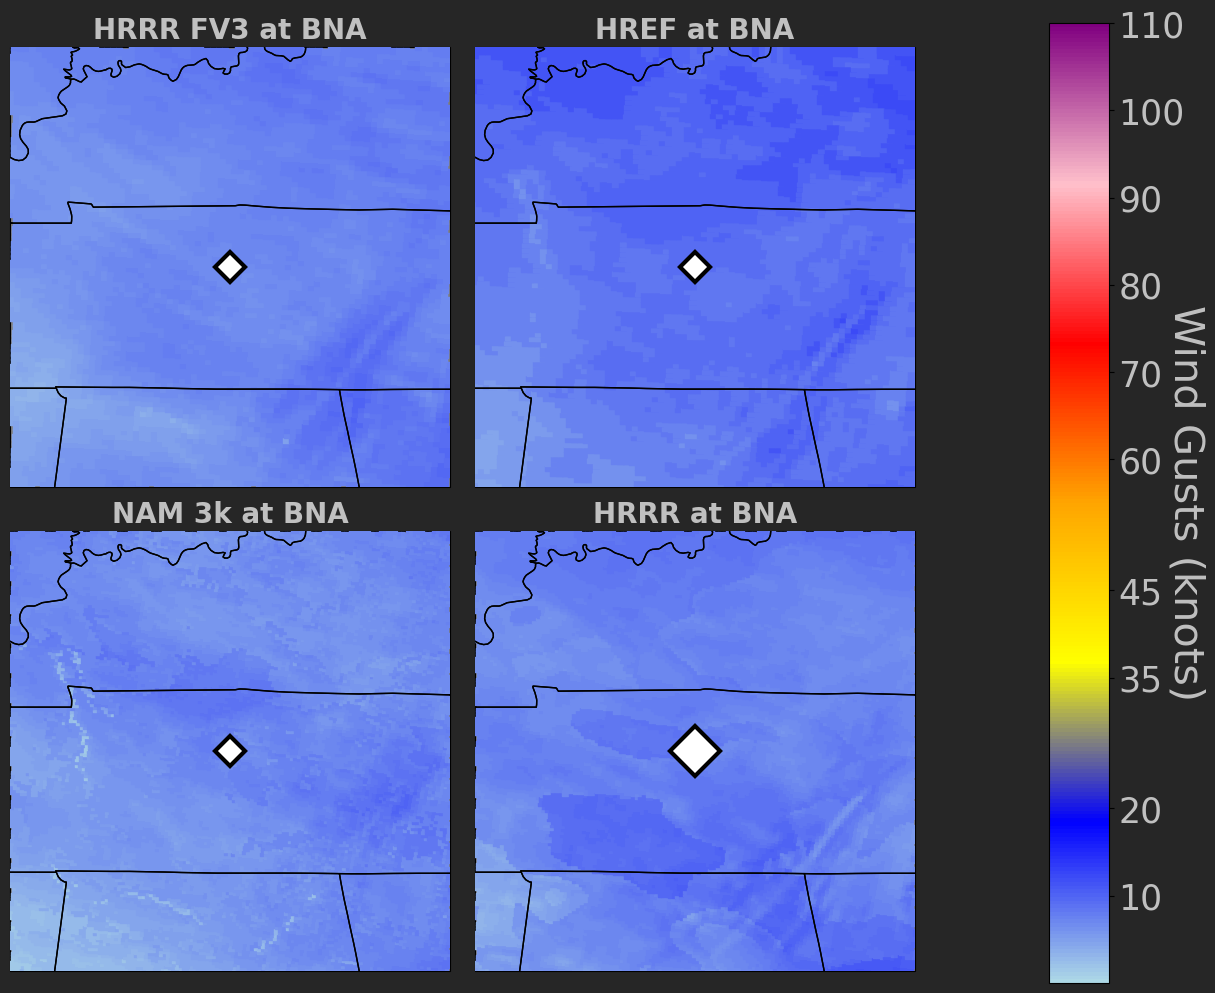 HRRR FV3 at BNA
HREF at BNA
NAM 3k at BNA
HRRR at BNA
110
100
90
80
70
60
45
35
20
10
Wind Gusts (knots)